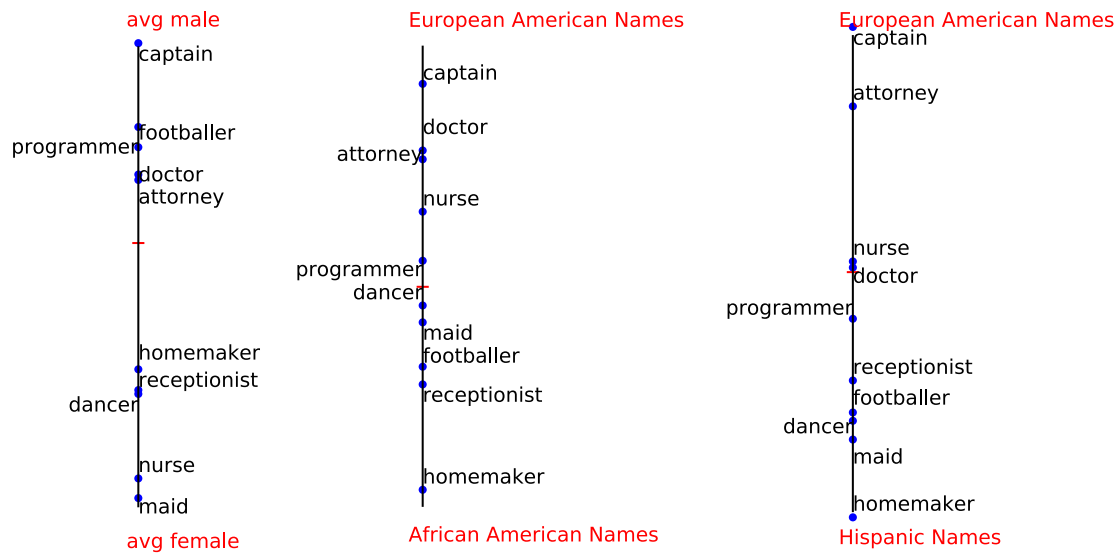 avg male
captain
footballer
programmer
doctor
attorney
homemaker
receptionist
dancer
nurse
maid
avg female
European American Names
captain
doctor
attorney
nurse
programmer
dancer
maid
footballer
receptionist
homemaker
African American Names
European American Names
captain
attorney
nurse
doctor
programmer
receptionist
footballer
dancer
maid
homemaker
Hispanic Names